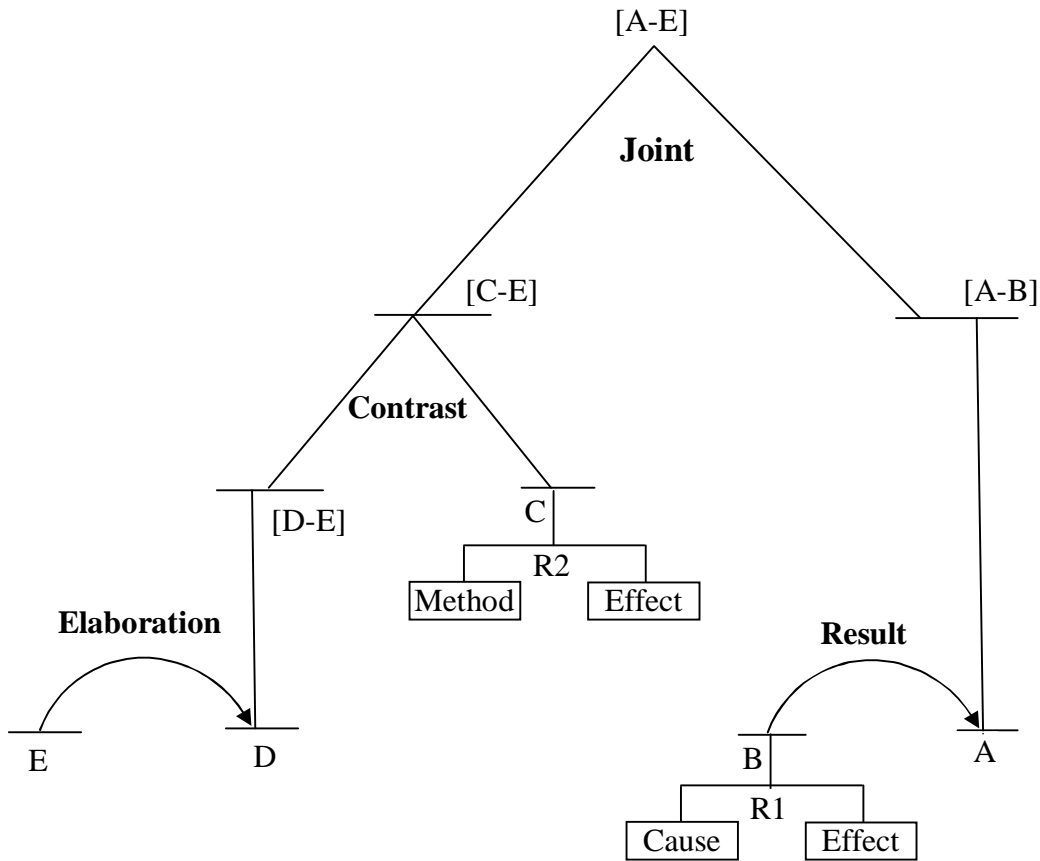 [A-E]
Joint
[C-E]
[A-B]
Contrast
[D-E]
C
R2
Method
Effect
Elaboration
Result
E
D
B
A
R1
Cause
Effect